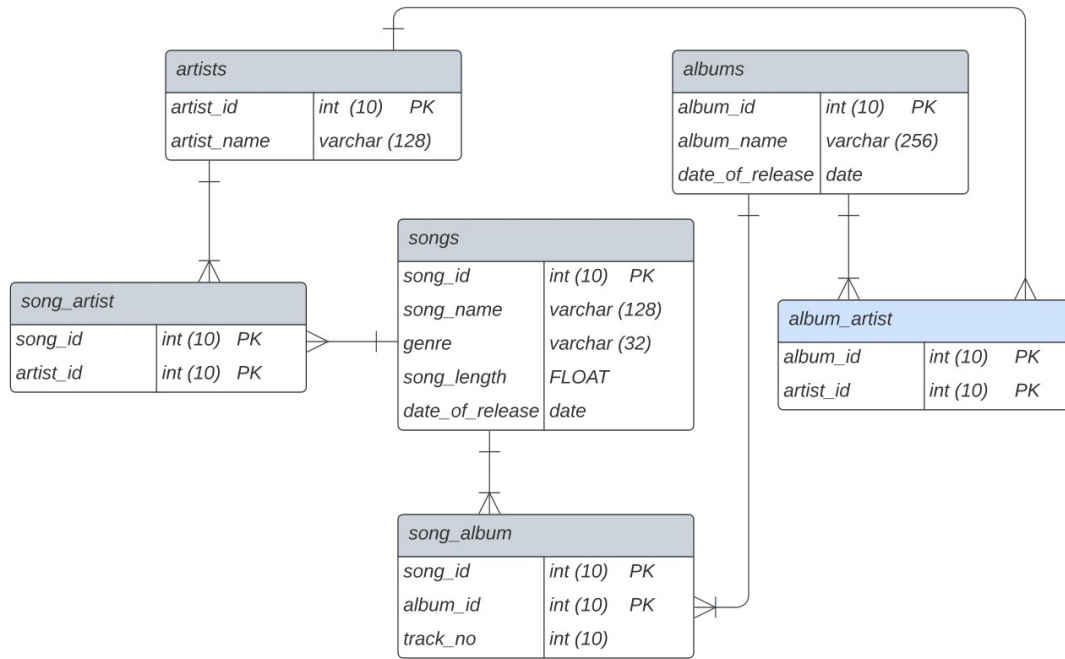 artists
artist_id int (10) PK
artist_name varchar (128)
albums
album_id int (10) PK
album_name varchar (256)
date_of_release date
songs
song_id int (10) PK
song_name varchar (128)
genre varchar (32)
song_length FLOAT
date_of_release date
song_artist
song_id int (10) PK
artist_id int (10) PK
album_artist
album_id int (10) PK
artist_id int (10) PK
song_album
song_id int (10) PK
album_id int (10) PK
track_no int (10)